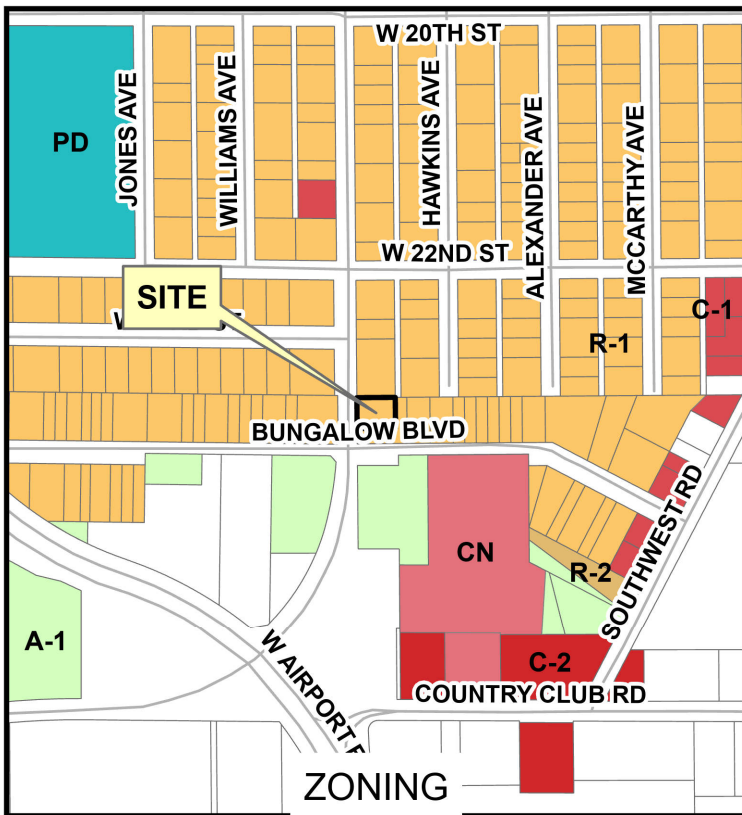 W 20TH ST
PD
JONES AVE
WILLIAMS AVE
HAWKINS AVE
ALEXANDER AVE
MCCARTHY AVE
W 22ND ST
SITE
C-1
R-1
BUNGALOW BLVD
CN
R-2
SOUTHWEST RD
A-1
W AIRPORT
C-2
COUNTRY CLUB RD
ZONING